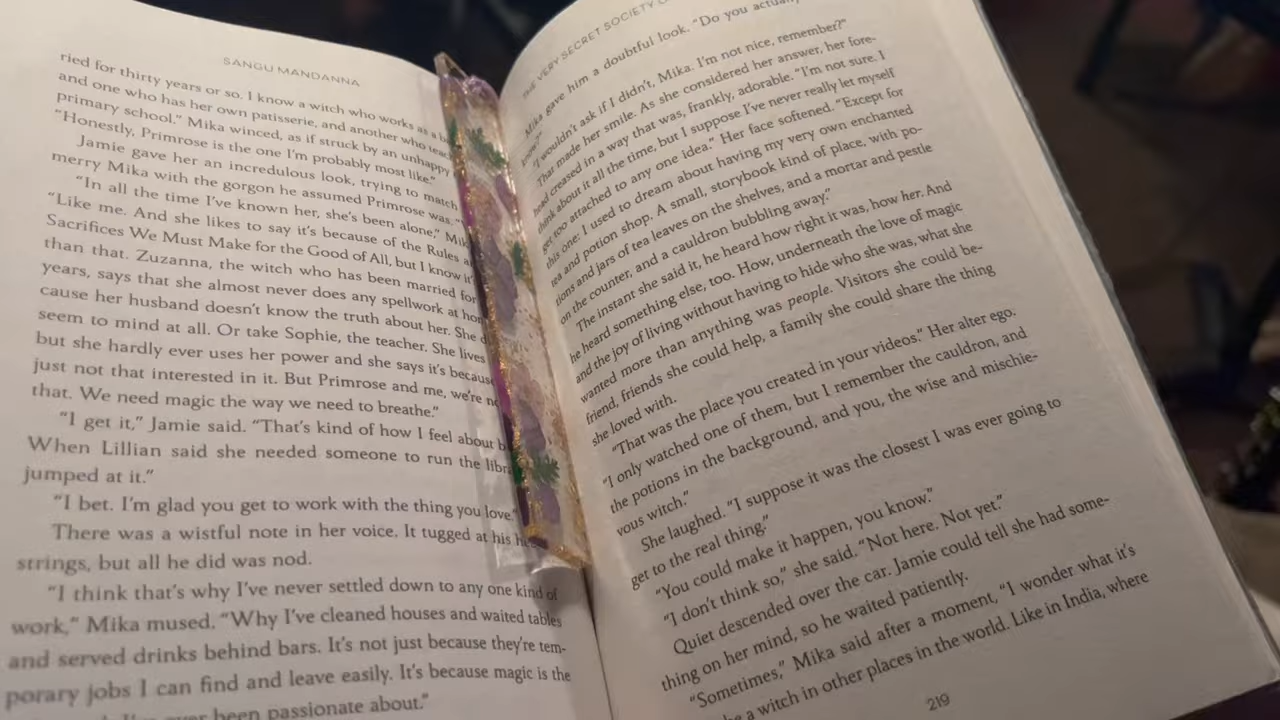 SANGU MANDANNA
ried for thirty years or so. I know a witch who works as a
and one who has her own patisserie, and another who
primary school." Mika winced, as if struck by an unhappy
"Honestly, Primrose is the one I'm probably most like."
Jamie gave her an incredulous look, trying to match
merry Mika with the gorgon he assumed Primrose was.
"In all the time I've known her, she's been alone,"
"Like me. And she likes to say it's because of the Rules
Sacrifices We Must Make for the Good of All, but I know
than that. Zuzanna, the witch who has been married for
years, says that she almost never does any spellwork at
cause her husband doesn't know the truth about her. She
seem to mind at all. Or take Sophie, the teacher. She lives
but she hardly ever uses her power and she says it's because
just not that interested in it. But Primrose and me, we're
that. We need magic the way we need to breathe."
"I get it," Jamie said. "That's kind of how I feel about
When Lillian said she needed someone to run the
jumped at it."
"I bet. I'm glad you get to work with the thing you love."
There was a wistful note in her voice. It tugged at his
strings, but all he did was nod.
"I think that's why I've never settled down to any one kind of
work," Mika mused. "Why I've cleaned houses and waited tables
and served drinks behind bars. It's not just because they're tem-
porary jobs I can find and leave easily. It's because magic is the
been passionate about."
THE VERY SECRET SOCIETY
Mika gave him a doubtful look. "Do you
know?"
"I wouldn't ask if I didn't, Mika. I'm not nice, remember?"
That made her smile. As she considered her answer, her fore-
head creased in a way that was, frankly, adorable. "I'm not sure. I
think about it all the time, but I suppose I've never really let myself
get too attached to any one idea." Her face softened. "Except for
this one: I used to dream about having my very own enchanted
tea and potion shop. A small, storybook kind of place, with po-
tions and jars of tea leaves on the shelves, and a mortar and pestle
on the counter, and a cauldron bubbling away."
The instant she said it, he heard how right it was, how her. And
he heard something else, too. How, underneath the love of magic
and the joy of living without having to hide who she was, what she
wanted more than anything was people. Visitors she could be-
friend, friends she could help, a family she could share the thing
she loved with.
"That was the place you created in your videos." Her alter ego.
"I only watched one of them, but I remember the cauldron, and
the potions in the background, and you, the wise and mischie-
vous witch."
She laughed. "I suppose it was the closest I was ever going to
get to the real thing."
"You could make it happen, you know."
"I don't think so," she said. "Not here. Not yet."
Quiet descended over the car. Jamie could tell she had some-
thing on her mind, so he waited patiently.
"Sometimes," Mika said after a moment, "I wonder what it's
a witch in other places in the world. Like in India, where
219